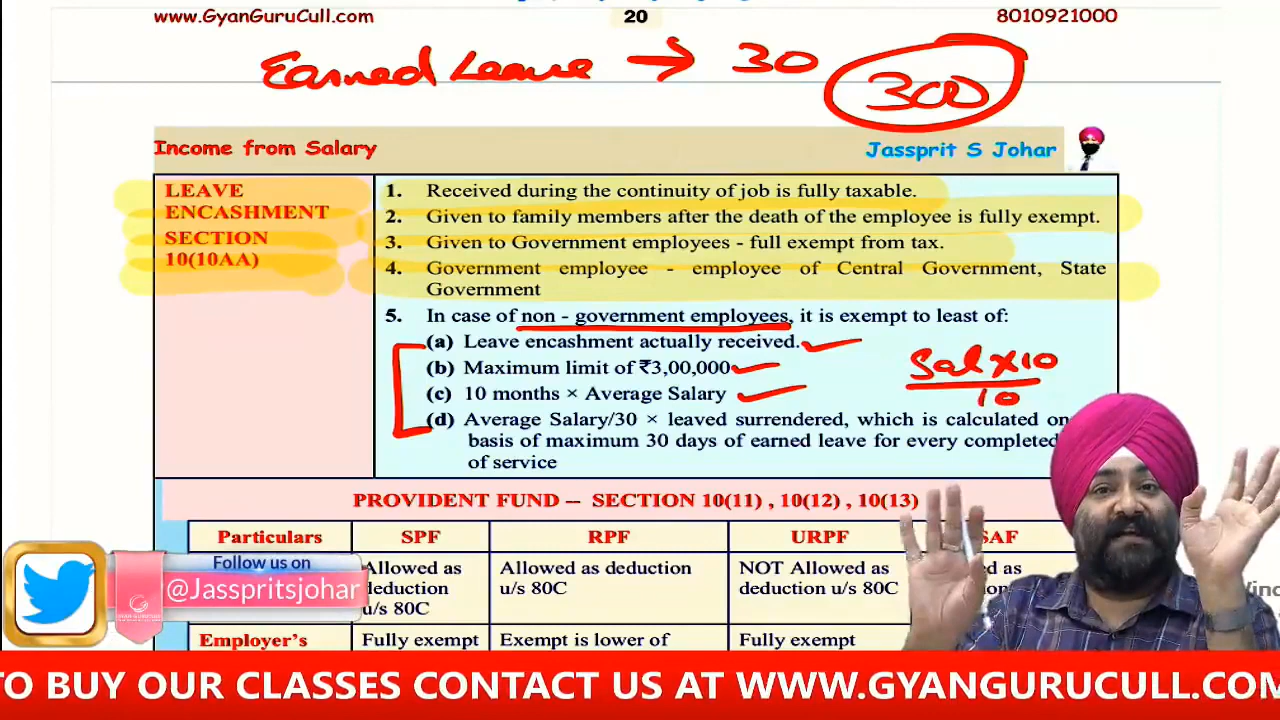 www.GyanGuruCull.com 20 8010921000
Earned Leave → 30 300
Income from Salary Jassprit S Johar
LEAVE ENCASHMENT SECTION 10(10AA)
1. Received during the continuity of job is fully taxable.
2. Given to family members after the death of the employee is fully exempt.
3. Given to Government employees - full exempt from tax.
4. Government employee - employee of Central Government, State
Government
5. In case of non - government employees, it is exempt to least of:
(a) Leave encashment actually received.
(b) Maximum limit of ₹3,00,000
(c) 10 months × Average Salary
Sal × 10
10
(d) Average Salary/30 × leaved surrendered, which is calculated on
basis of maximum 30 days of earned leave for every completed
of service
PROVIDENT FUND -- SECTION 10(11) , 10(12) , 10(13)
Particulars SPF RPF URPF SAF
Allowed as deduction u/s 80C
Allowed as deduction u/s 80C
NOT Allowed as deduction u/s 80C
Follow us on
@Jasspritsjohar
Employer's Fully exempt Exempt is lower of Fully exempt
TO BUY OUR CLASSES CONTACT US AT WWW.GYANGURUCULL.COM